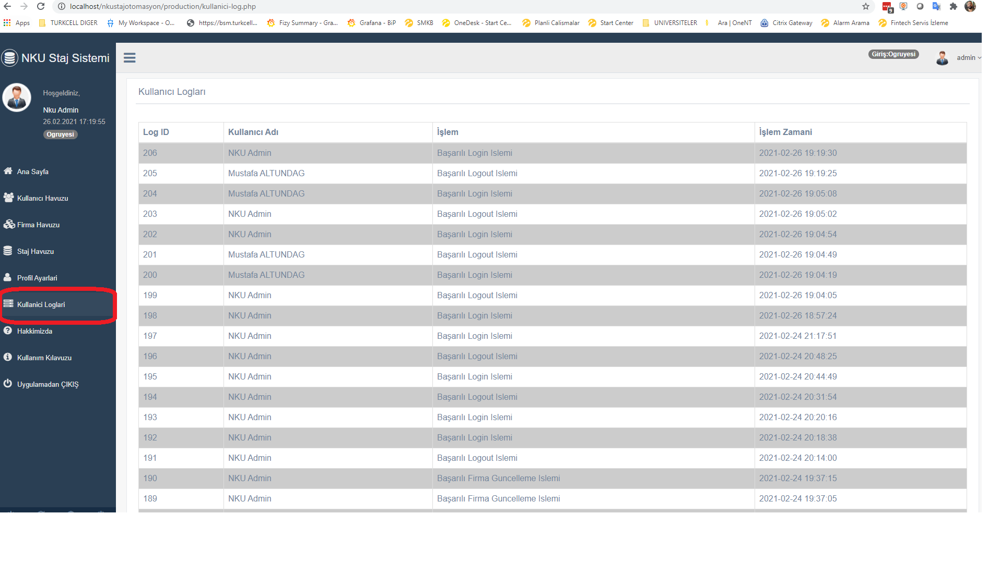 localhost/nkustajotomasyon/production/kullanici-log.php
9
Apps TURKCELL DIGER My Workspace - O... https://bsm.turkcell... Fizy Summary - Gra... Grafana - BiP SMKB OneDesk - Start Ce... Planli Calismalar Start Center UNIVERSITELER Ara | OneNT Citrix Gateway Alarm Arama Fintech Servis İzleme
NKU Staj Sistemi
Giriş:Ogruyesi
admin
Hoşgeldiniz,
Nku Admin
26.02.2021 17:19:55
Ogruyesi
Ana Sayfa
Kullanıcı Havuzu
Firma Havuzu
Staj Havuzu
Profil Ayarlari
Kullanici Loglari
Hakkimizda
Kullanım Kılavuzu
Uygulamadan ÇIKIŞ
Kullanıcı Logları
Log ID Kullanıcı Adı İşlem İşlem Zamani
206 NKU Admin Başarılı Login Islemi 2021-02-26 19:19:30
205 Mustafa ALTUNDAG Başarılı Logout Islemi 2021-02-26 19:19:25
204 Mustafa ALTUNDAG Başarılı Login Islemi 2021-02-26 19:05:08
203 NKU Admin Başarılı Logout Islemi 2021-02-26 19:05:02
202 NKU Admin Başarılı Login Islemi 2021-02-26 19:04:54
201 Mustafa ALTUNDAG Başarılı Logout Islemi 2021-02-26 19:04:49
200 Mustafa ALTUNDAG Başarılı Login Islemi 2021-02-26 19:04:19
199 NKU Admin Başarılı Logout Islemi 2021-02-26 19:04:05
198 NKU Admin Başarılı Login Islemi 2021-02-26 18:57:24
197 NKU Admin Başarılı Login Islemi 2021-02-24 21:17:51
196 NKU Admin Başarılı Logout Islemi 2021-02-24 20:48:25
195 NKU Admin Başarılı Login Islemi 2021-02-24 20:44:49
194 NKU Admin Başarılı Logout Islemi 2021-02-24 20:31:54
193 NKU Admin Başarılı Login Islemi 2021-02-24 20:20:16
192 NKU Admin Başarılı Login Islemi 2021-02-24 20:18:38
191 NKU Admin Başarılı Logout Islemi 2021-02-24 20:14:00
190 NKU Admin Başarılı Firma Guncelleme Islemi 2021-02-24 19:37:15
189 NKU Admin Başarılı Firma Guncelleme Islemi 2021-02-24 19:37:05